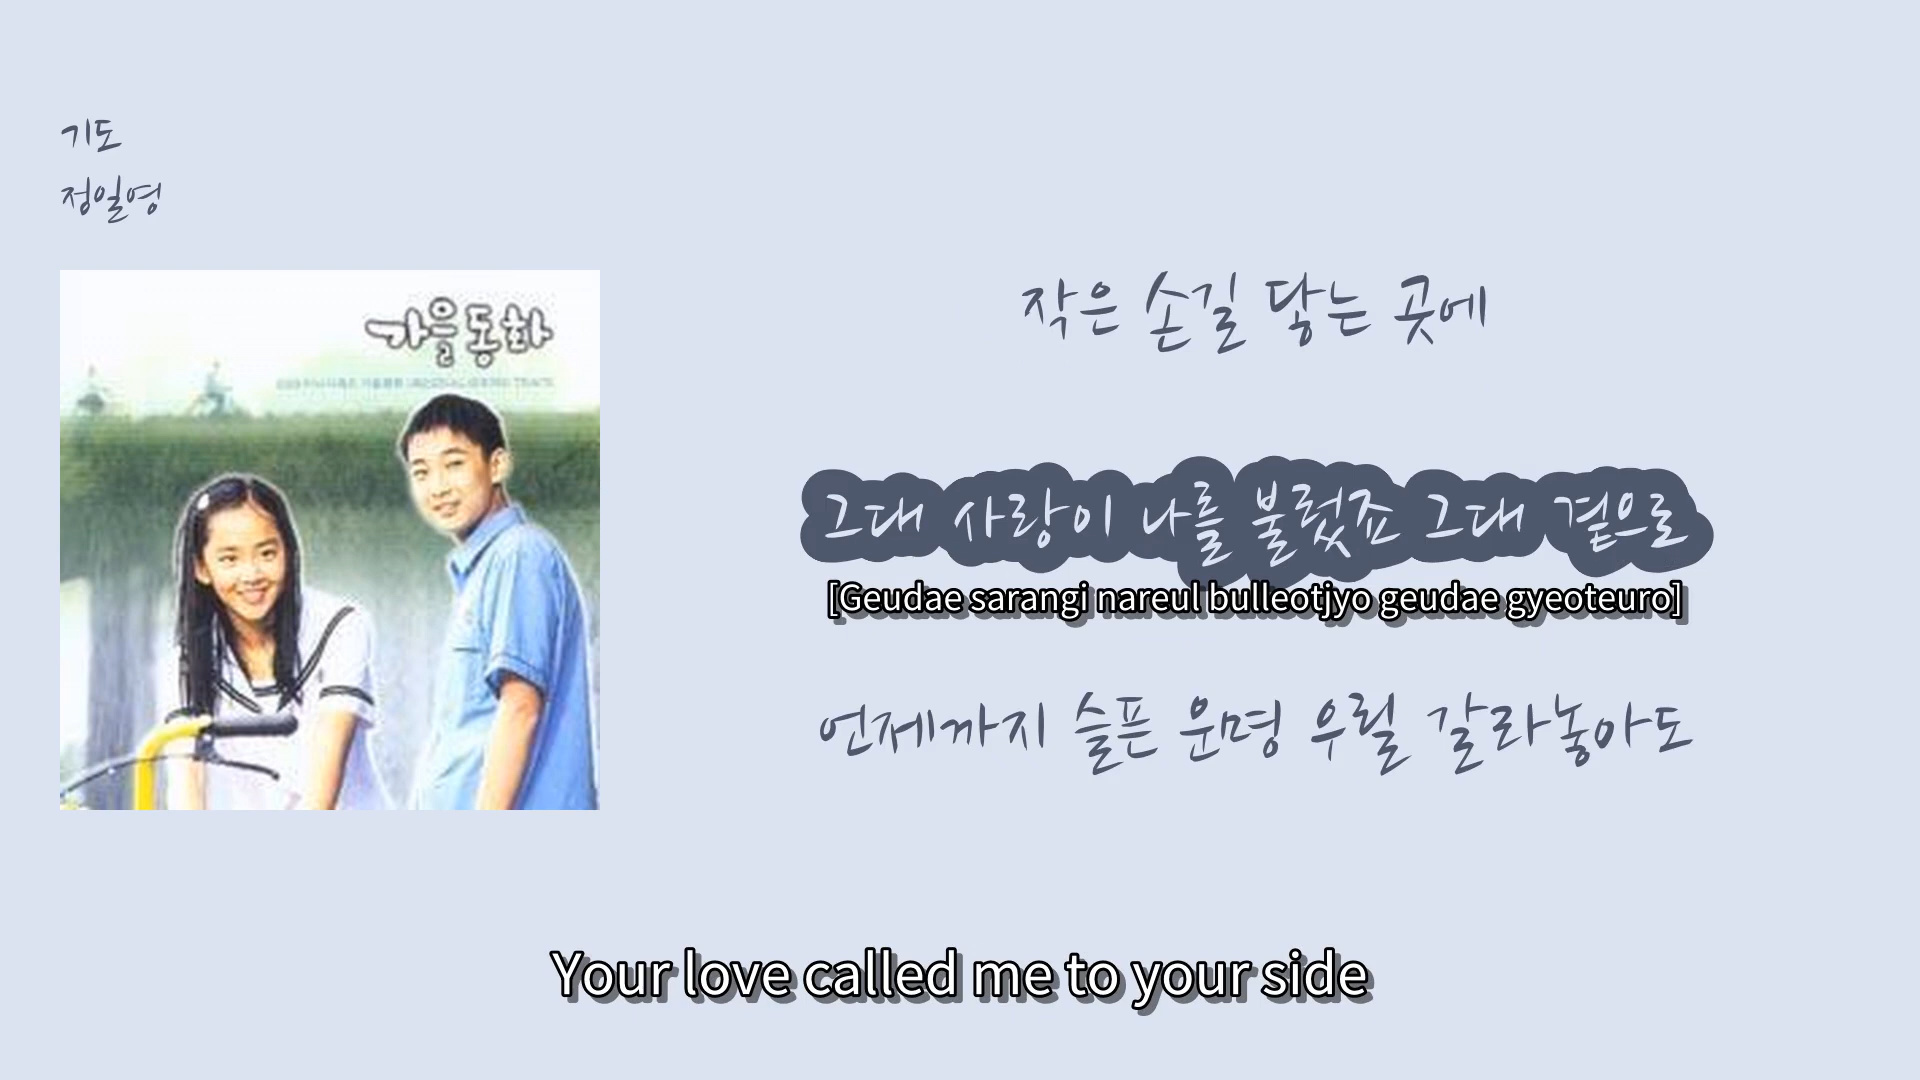 기도
정일영
가을동화
작은 손길 닿는 곳에
그대 사랑이 나를 불렀죠 그대 곁으로
[Geudae sarangi nareul bulleotjyo geudae gyeoteuro]
언제까지 슬픈 운명 우릴 갈라놓아도
Your love called me to your side